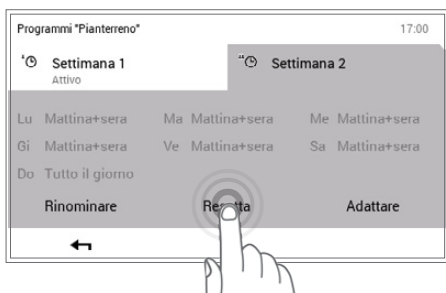 Programmi "Pianterreno" 17:00
Settimana 1 Settimana 2
Attivo
Lu Mattina+sera Ma Mattina+sera Me Mattina+sera
Gi Mattina+sera Ve Mattina+sera Sa Mattina+sera
Do Tutto il giorno
Rinominare Resetta Adattare